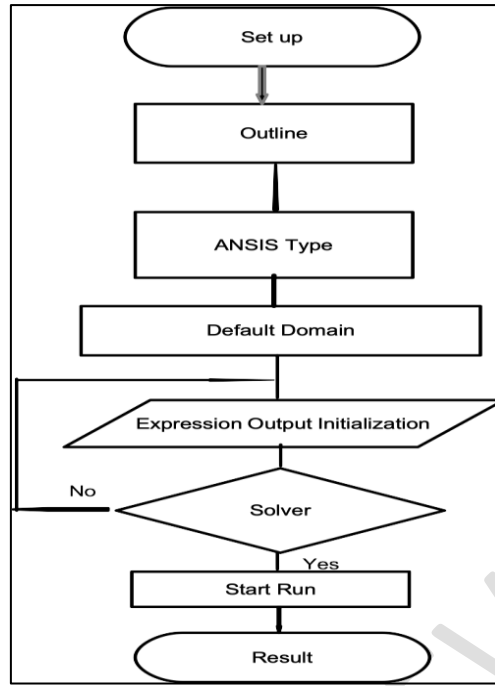 Set up
Outline
ANSIS Type
Default Domain
Expression Output Initialization
No
Solver
Yes
Start Run
Result